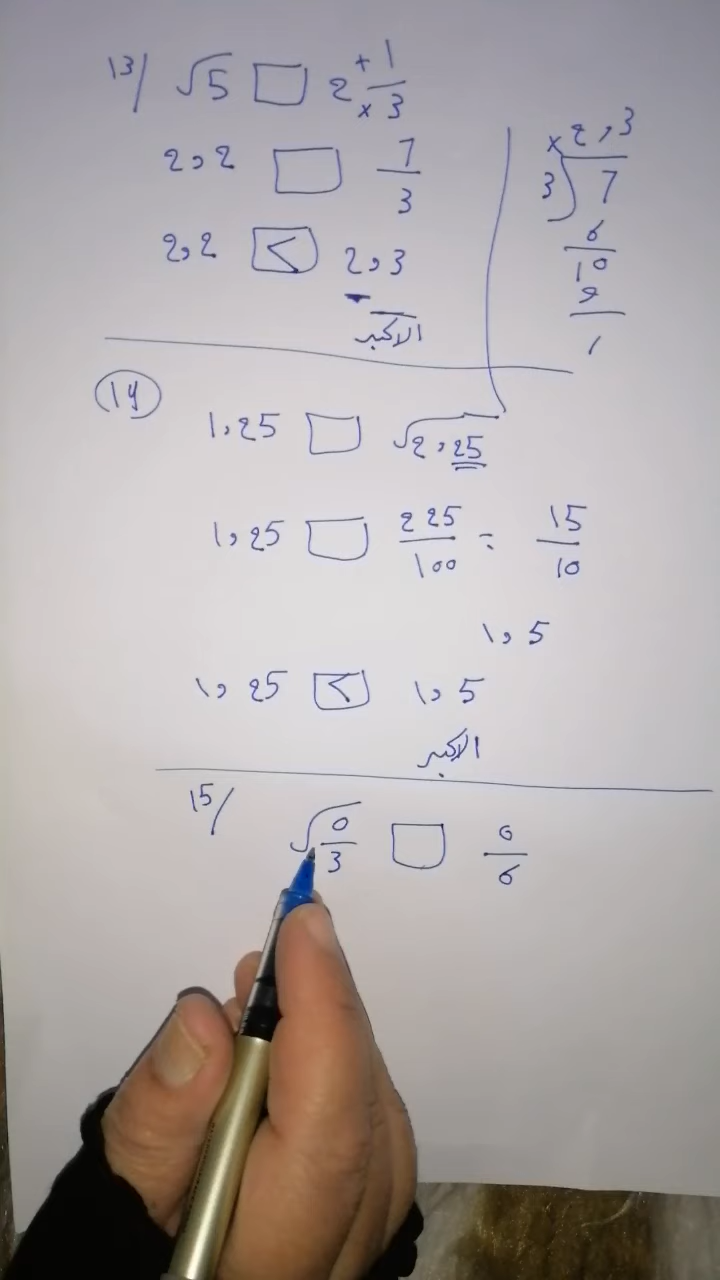 13/ √5 □ 2 + 1/3 ×
2,2 □ 7/3
2,2 < 2,3
الاكبر
× 2,3
3 7
6
10
9
1
14
1,25 □ √2,25
1,25 □ 225/100 = 15/10
1,5
1,25 < 1,5
الاكبر
15/ √0/3 □ 0/6